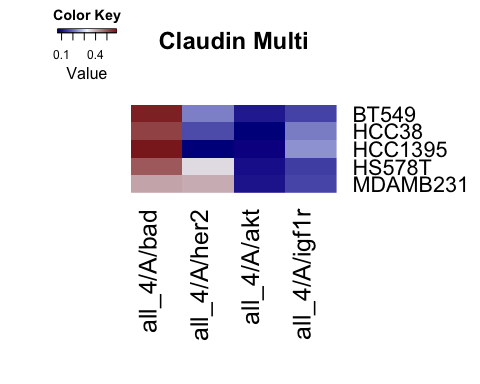 Color Key
0.1 0.4
Value
Claudin Multi
BT549
HCC38
HCC1395
HS578T
MDAMB231
all_4/A/bad
all_4/A/her2
all_4/A/akt
all_4/A/igf1r